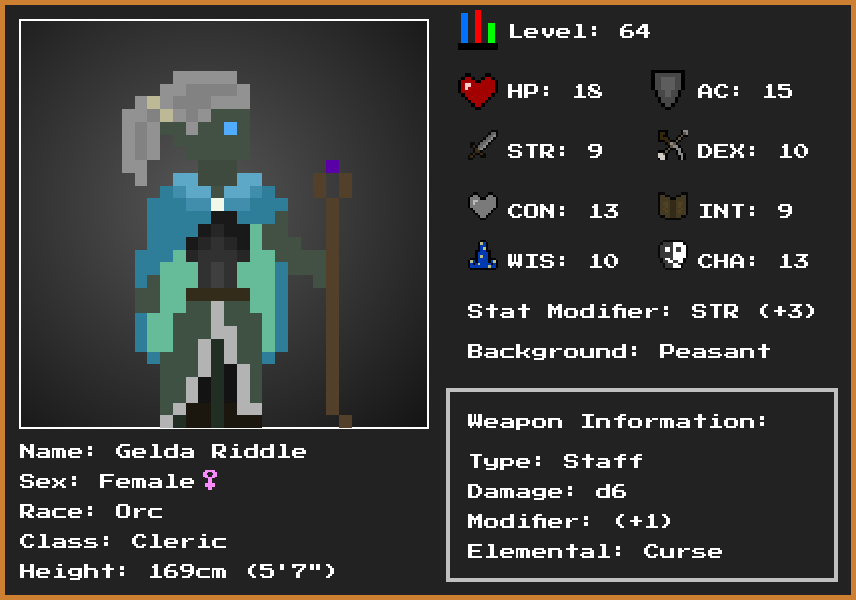 Level: 64
HP: 18 AC: 15
STR: 9 DEX: 10
CON: 13 INT: 9
WIS: 10 CHA: 13
Stat Modifier: STR (+3)
Background: Peasant
Weapon Information:
Type: Staff
Damage: d6
Modifier: (+1)
Elemental: Curse
Name: Gelda Riddle
Sex: Female♀
Race: Orc
Class: Cleric
Height: 169cm (5'7")